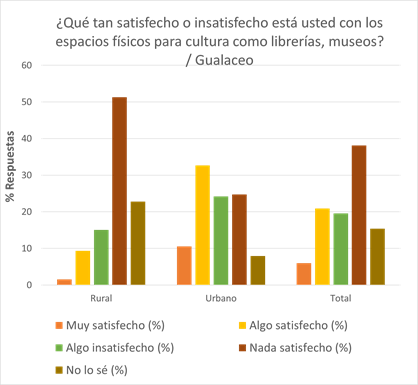 ¿Qué tan satisfecho o insatisfecho está usted con los
espacios físicos para cultura como librerías, museos?
/ Gualaceo
60
50
40
30
20
10
0
% Respuestas
Rural
Urbano
Total
Muy satisfecho (%)
Algo satisfecho (%)
Algo insatisfecho (%)
Nada satisfecho (%)
No lo sé (%)